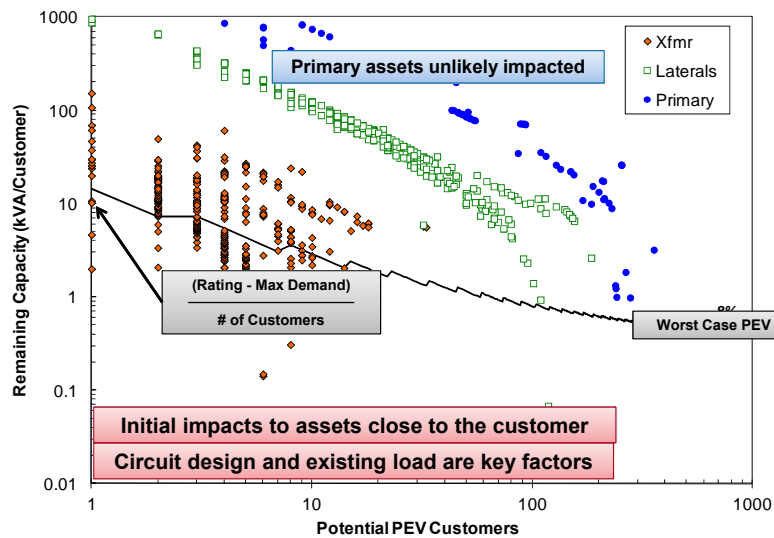 1000
100
10
1
0.1
0.01
Remaining Capacity (kVA/Customer)
Primary assets unlikely impacted
Xfmr
Laterals
Primary
(Rating - Max Demand)
# of Customers
8%
Worst Case PEV
Initial impacts to assets close to the customer
Circuit design and existing load are key factors
1
10
100
1000
Potential PEV Customers